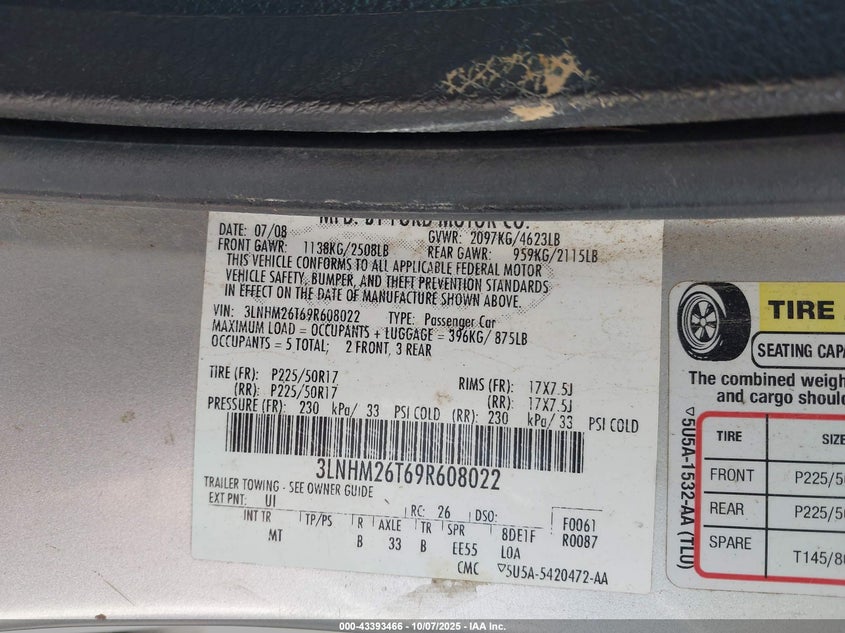 MFD. BY FORD MOTOR CO.
DATE: 07/08 GVWR: 2097KG/4623LB
FRONT GAWR: 1138KG/2508LB REAR GAWR: 959KG/2115LB
THIS VEHICLE CONFORMS TO ALL APPLICABLE FEDERAL MOTOR
VEHICLE SAFETY, BUMPER, AND THEFT PREVENTION STANDARDS
IN EFFECT ON THE DATE OF MANUFACTURE SHOWN ABOVE.
VIN: 3LNHM26T69R608022 TYPE: Passenger Car
MAXIMUM LOAD = OCCUPANTS + LUGGAGE = 396KG/ 875LB
OCCUPANTS = 5 TOTAL; 2 FRONT, 3 REAR
TIRE (FR): P225/50R17 RIMS (FR): 17X7.5J
(RR): P225/50R17 (RR): 17X7.5J
PRESSURE (FR): 230 kPa/ 33 PSI COLD (RR): 230 kPa/ 33 PSI COLD
3LNHM26T69R608022
TRAILER TOWING - SEE OWNER GUIDE
EXT PNT: UI RC: 26 DSO: F0061
INT TR TP/PS R AXLE TR SPR 8DE1F R0087
MT B 33 B EE55 LOA
CMC ▽5U5A-5420472-AA
TIRE
SEATING CAPA
The combined weigh
and cargo shoul
TIRE SIZE
FRONT P225/50
REAR P225/50
SPARE T145/80
▽5U5A-1532-AA (TL0)
000-43393466 - 10/07/2025 - IAA Inc.